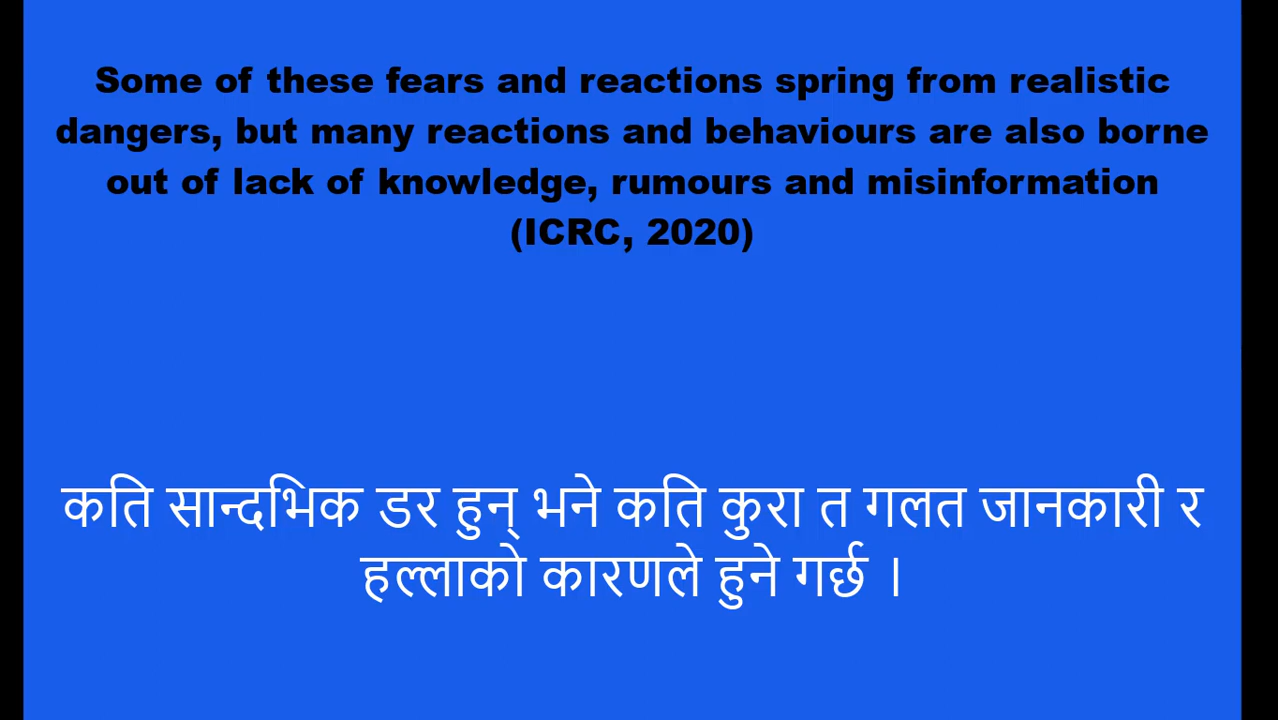 Some of these fears and reactions spring from realistic
dangers, but many reactions and behaviours are also borne
out of lack of knowledge, rumours and misinformation
(ICRC, 2020)
कति सान्दभिक डर हुन् भने कति कुरा त गलत जानकारी र
हल्लाको कारणले हुने गर्छ ।